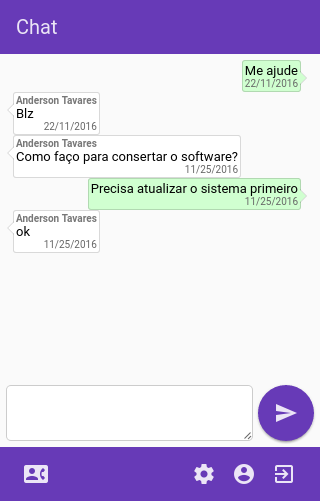 Chat
Me ajude
22/11/2016
Anderson Tavares
Blz
22/11/2016
Anderson Tavares
Como faço para consertar o software?
11/25/2016
Precisa atualizar o sistema primeiro
11/25/2016
Anderson Tavares
ok
11/25/2016